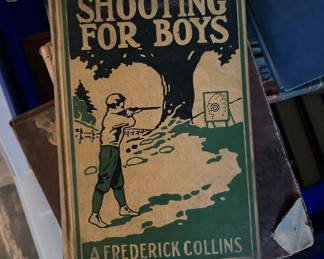 SHOOTING
FOR BOYS
A. FREDERICK COLLINS